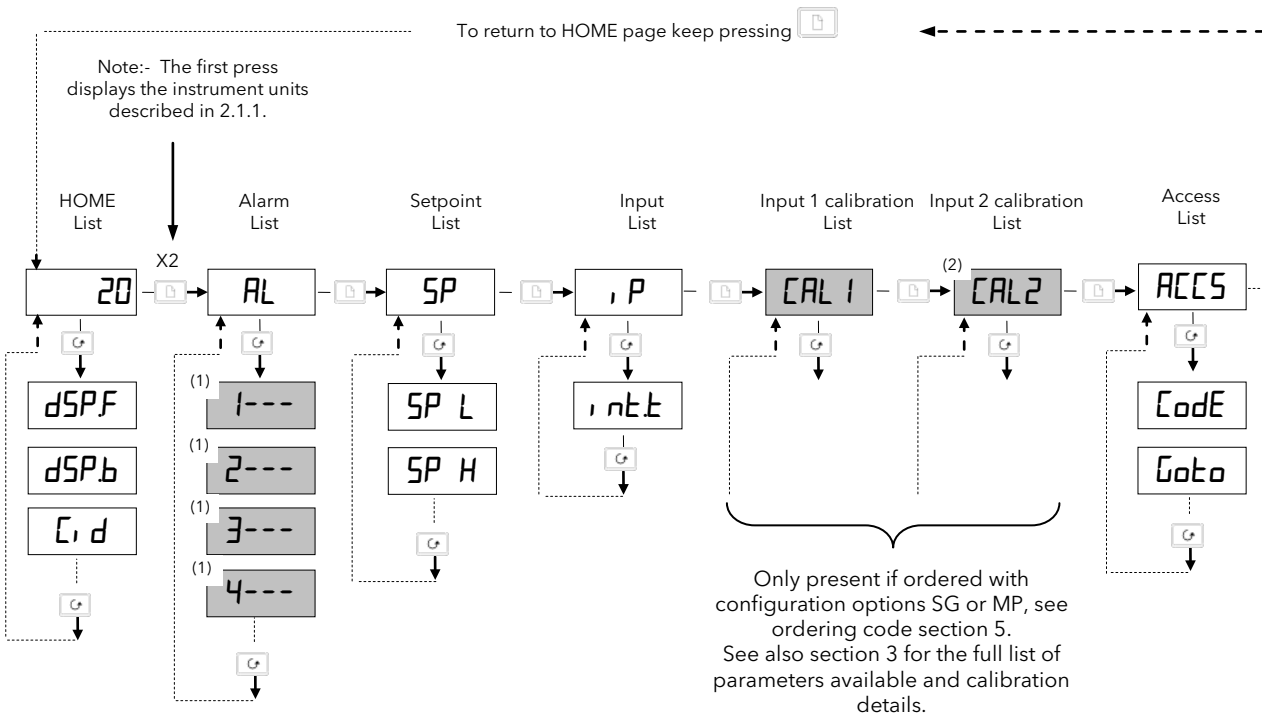 To return to HOME page keep pressing
Note:- The first press
displays the instrument units
described in 2.1.1.
HOME
List
Alarm
List
Setpoint
List
Input
List
Input 1 calibration
List
Input 2 calibration
List
Access
List
X2
(2)
20
AL
SP
iP
CAL 1
CAL2
ACCS
(1)
dSP.F
1---
SP L
int.t
CodE
(1)
dSP.b
2---
SP H
Goto
(1)
Cid
3---
(1)
4---
Only present if ordered with
configuration options SG or MP, see
ordering code section 5.
See also section 3 for the full list of
parameters available and calibration
details.